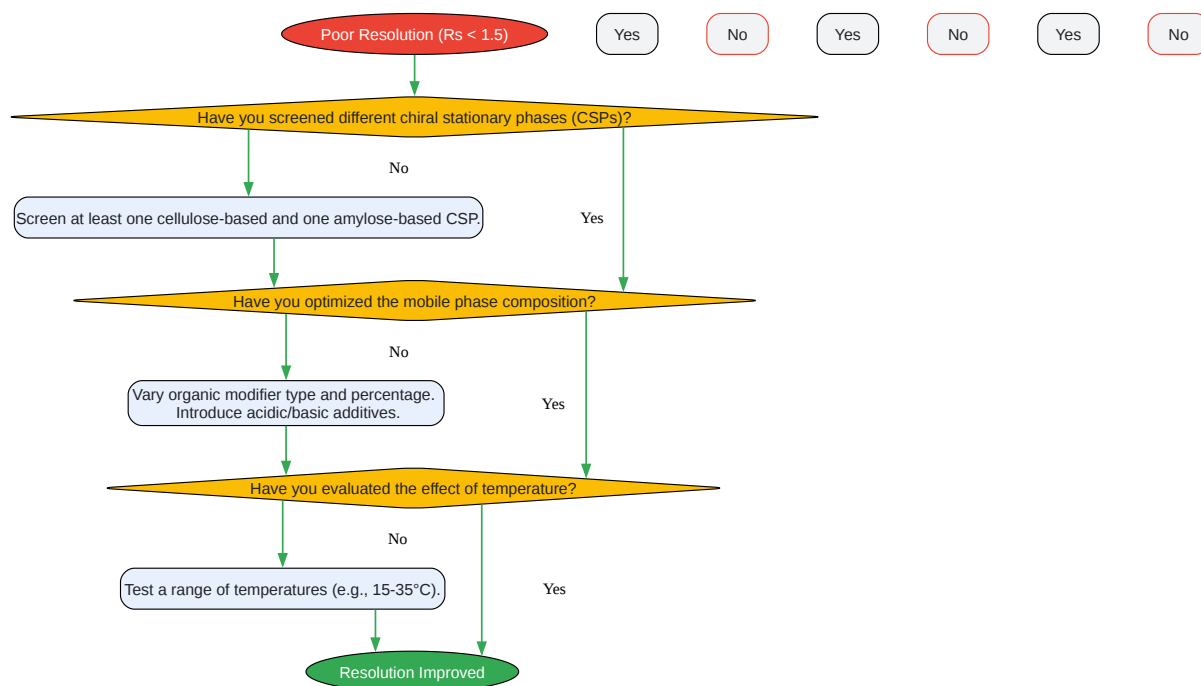 Poor Resolution (Rs < 1.5)
Yes
No
Yes
No
Yes
No
Have you screened different chiral stationary phases (CSPs)?
No
Screen at least one cellulose-based and one amylose-based CSP.
Yes
Have you optimized the mobile phase composition?
No
Vary organic modifier type and percentage.
Introduce acidic/basic additives.
Yes
Have you evaluated the effect of temperature?
No
Test a range of temperatures (e.g., 15-35°C).
Yes
Resolution Improved